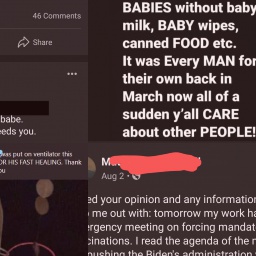 46 Comments
Share
babe.
eeds you.
was put on ventilator this
OR HIS FAST HEALING. Thank
ou
BABIES without baby
milk, BABY wipes,
canned FOOD etc.
It was Every MAN for
their own back in
March now all of a
sudden y'all CARE
about other PEOPLE!
Aug 2 •
ed your opinion and any information
me out with: tomorrow my work ha
ergency meeting on forcing mandat
cinations. I read the agenda of the m
pushing the Biden's administration